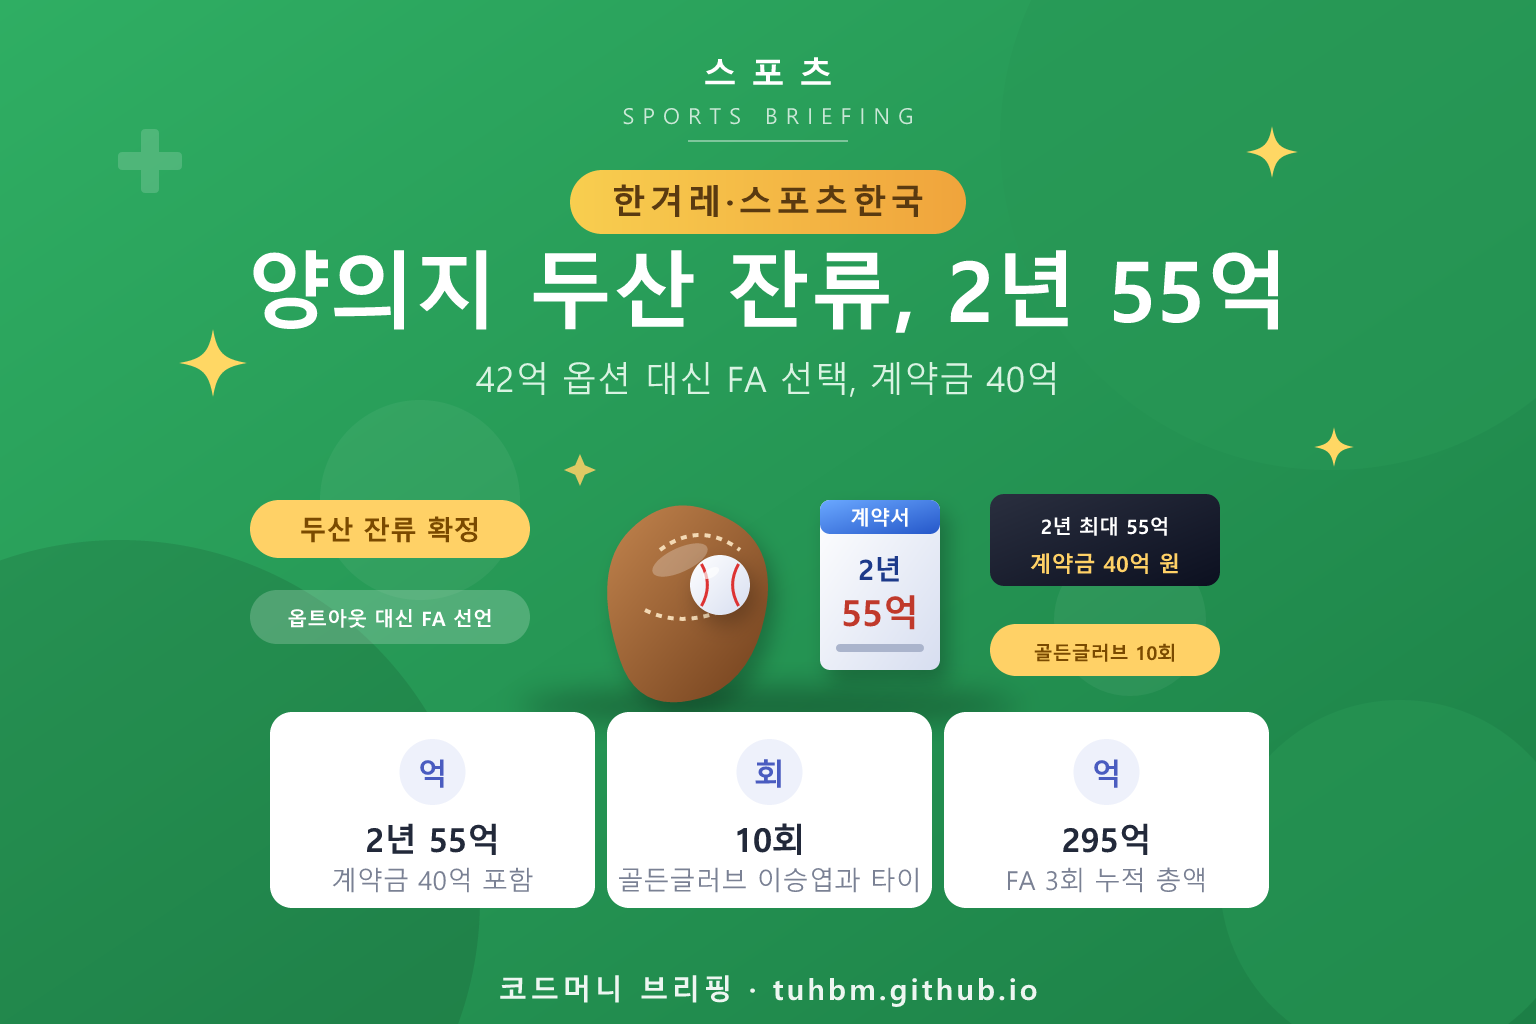 스포츠
SPORTS BRIEFING
한겨레·스포츠한국
양의지 두산 잔류, 2년 55억
42억 옵션 대신 FA 선택, 계약금 40억
두산 잔류 확정
옵트아웃 대신 FA 선언
계약서
2년
55억
2년 최대 55억
계약금 40억 원
골든글러브 10회
억
2년 55억
계약금 40억 포함
회
10회
골든글러브 이승엽과 타이
억
295억
FA 3회 누적 총액
코드머니 브리핑 · tuhbm.github.io